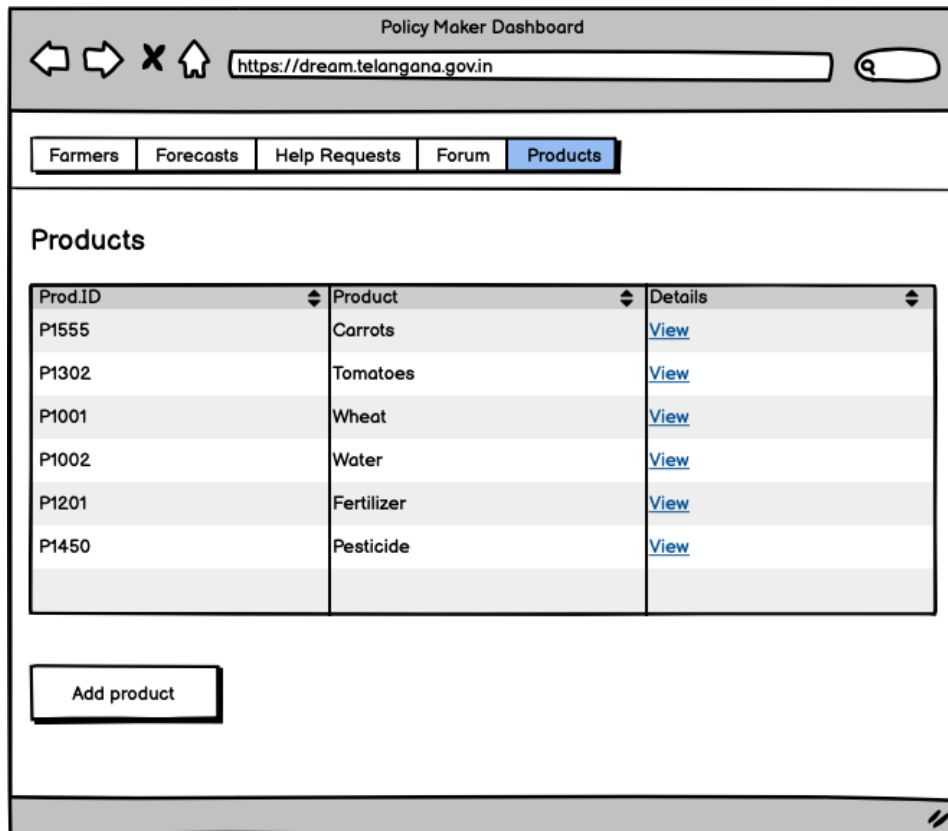 Policy Maker Dashboard
https://dream.telangana.gov.in
Farmers Forecasts Help Requests Forum Products
Products
Prod.ID Product Details
P1555 Carrots View
P1302 Tomatoes View
P1001 Wheat View
P1002 Water View
P1201 Fertilizer View
P1450 Pesticide View
Add product